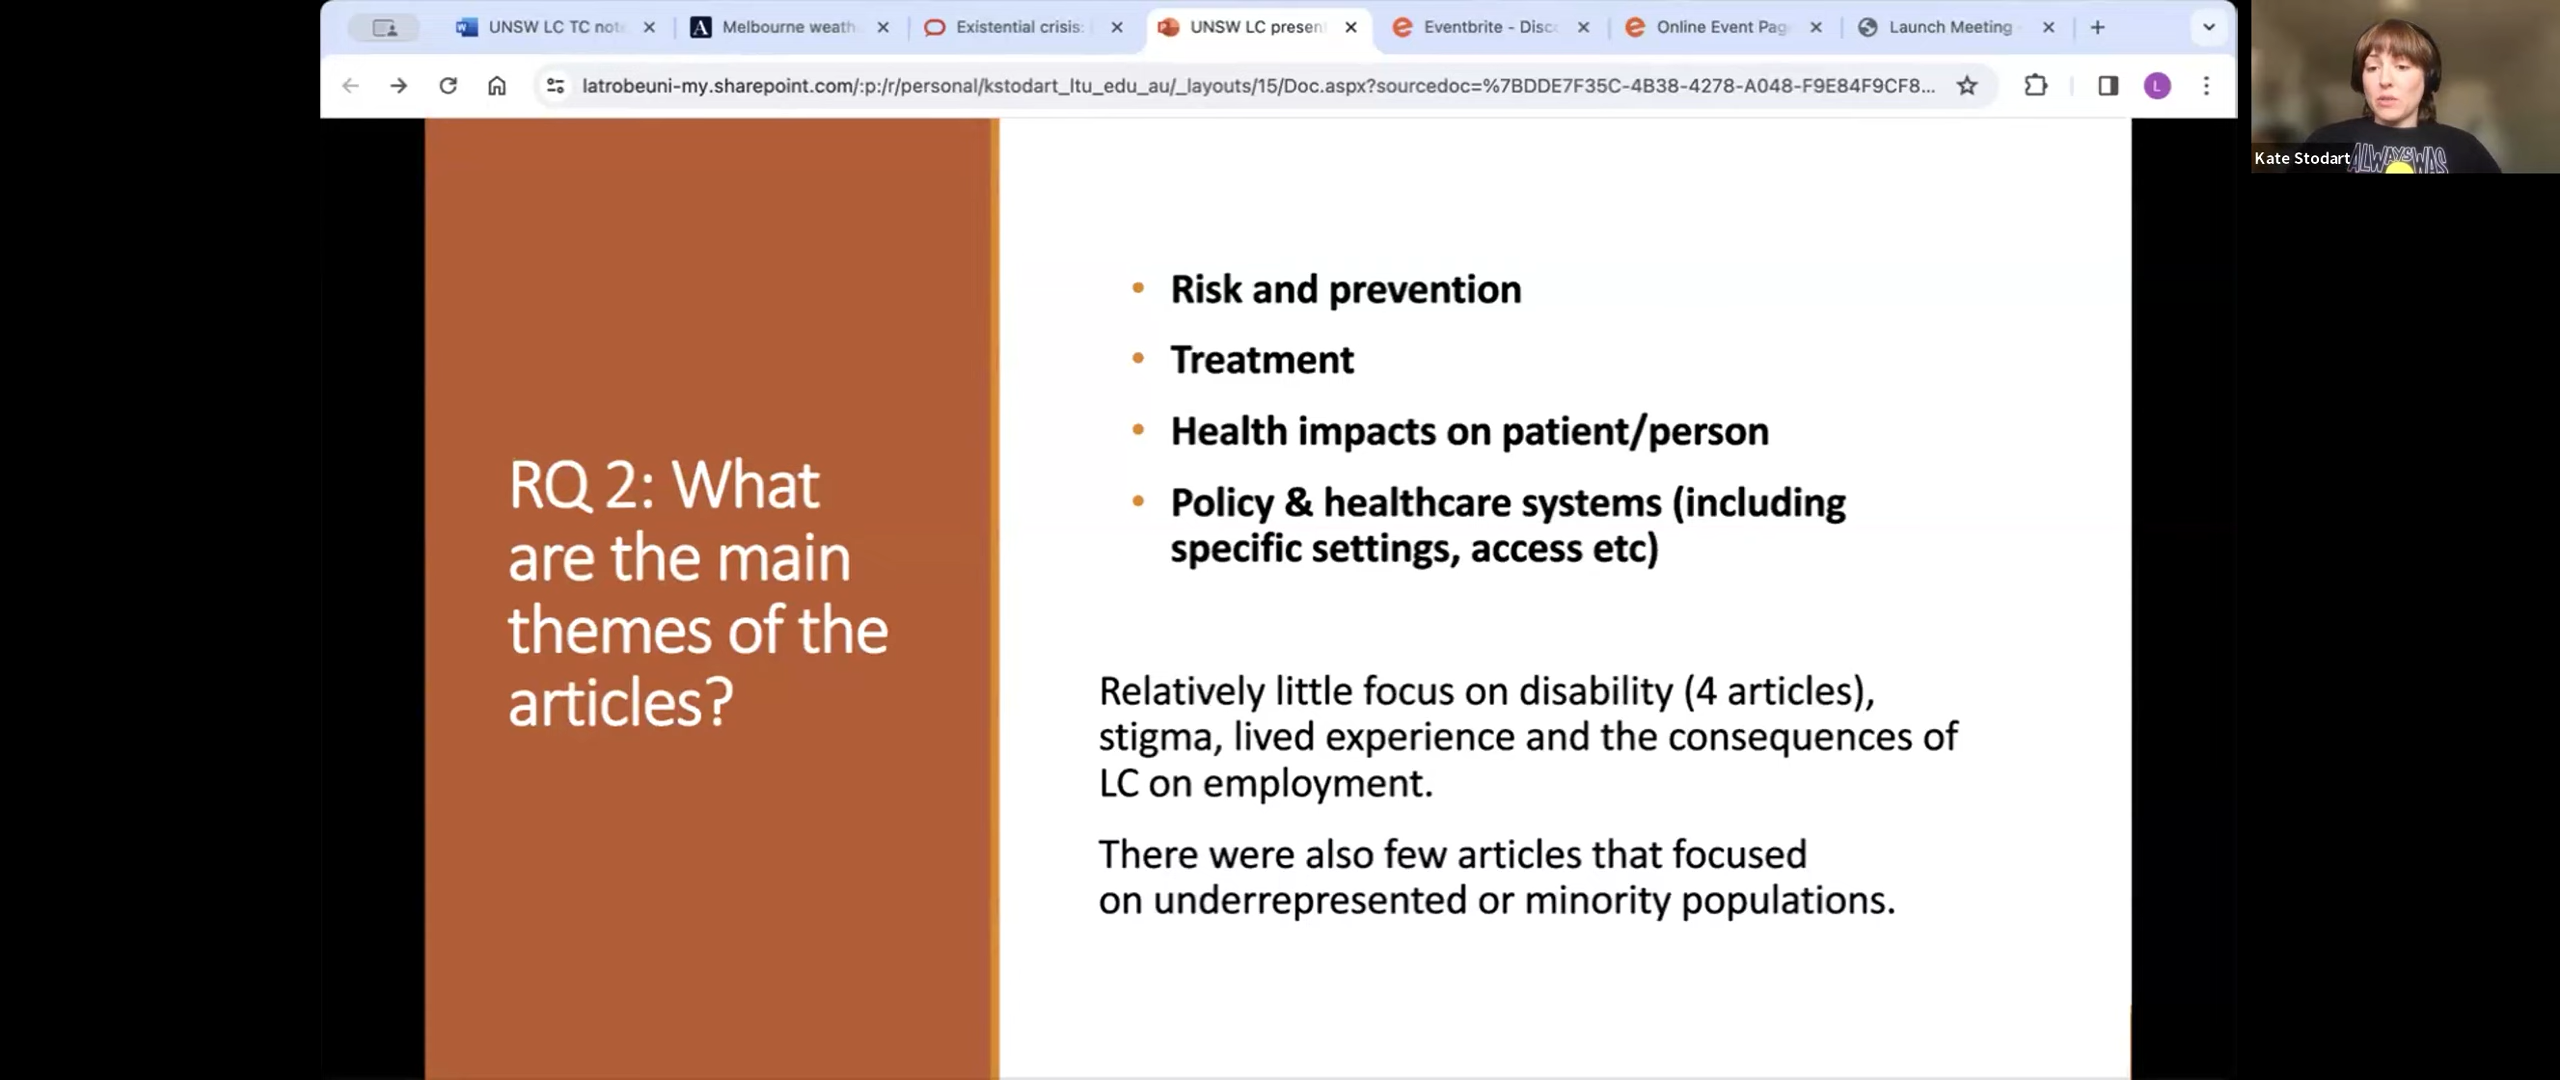 UNSW LC TC not
Melbourne weath
Existential crisis:
UNSW LC presen
Eventbrite - Disc
Online Event Pag
Launch Meeting
latrobeuni-my.sharepoint.com/:p:/r/personal/kstodart_ltu_edu_au/_layouts/15/Doc.aspx?sourcedoc=%7BDDE7F35C-4B38-4278-A048-F9E84F9CF8...
L
Kate Stodart
ALWAYS WAS
RQ 2: What
are the main
themes of the
articles?
• Risk and prevention
• Treatment
• Health impacts on patient/person
• Policy & healthcare systems (including
specific settings, access etc)
Relatively little focus on disability (4 articles),
stigma, lived experience and the consequences of
LC on employment.
There were also few articles that focused
on underrepresented or minority populations.